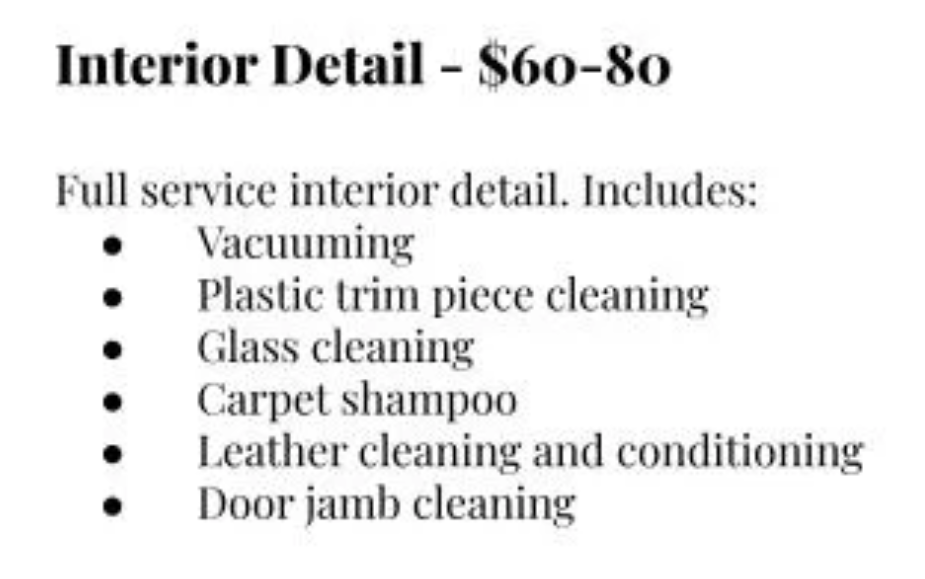 Interior Detail - $60-80
Full service interior detail. Includes:
● Vacuuming
● Plastic trim piece cleaning
● Glass cleaning
● Carpet shampoo
● Leather cleaning and conditioning
● Door jamb cleaning